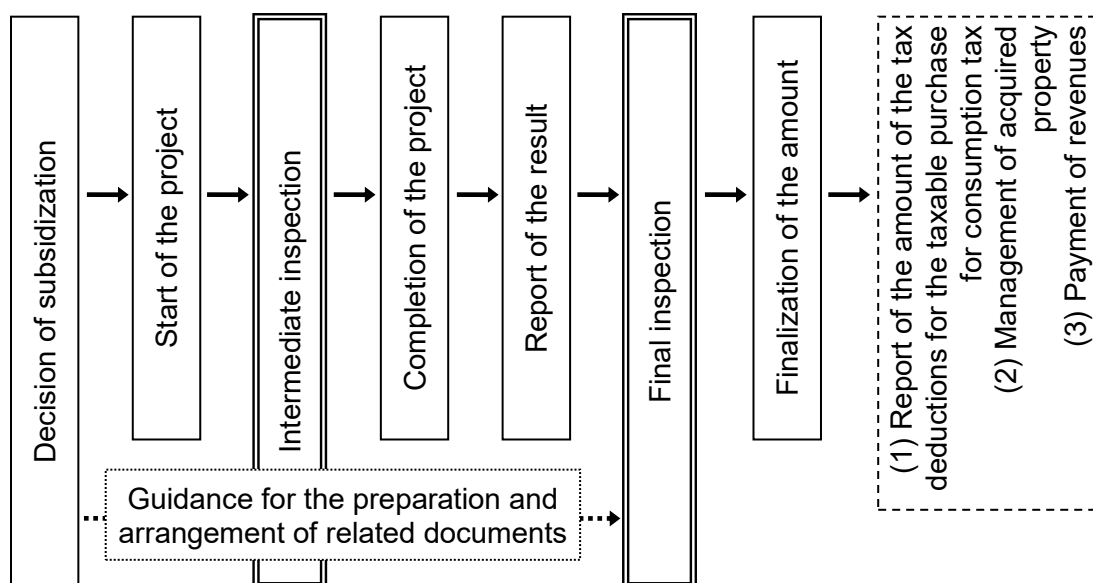 Decision of subsidization
Start of the project
Intermediate inspection
Completion of the project
Report of the result
Final inspection
Finalization of the amount
(1) Report of the amount of the tax
deductions for the taxable purchase
for consumption tax
(2) Management of acquired
property
(3) Payment of revenues
Guidance for the preparation and
arrangement of related documents